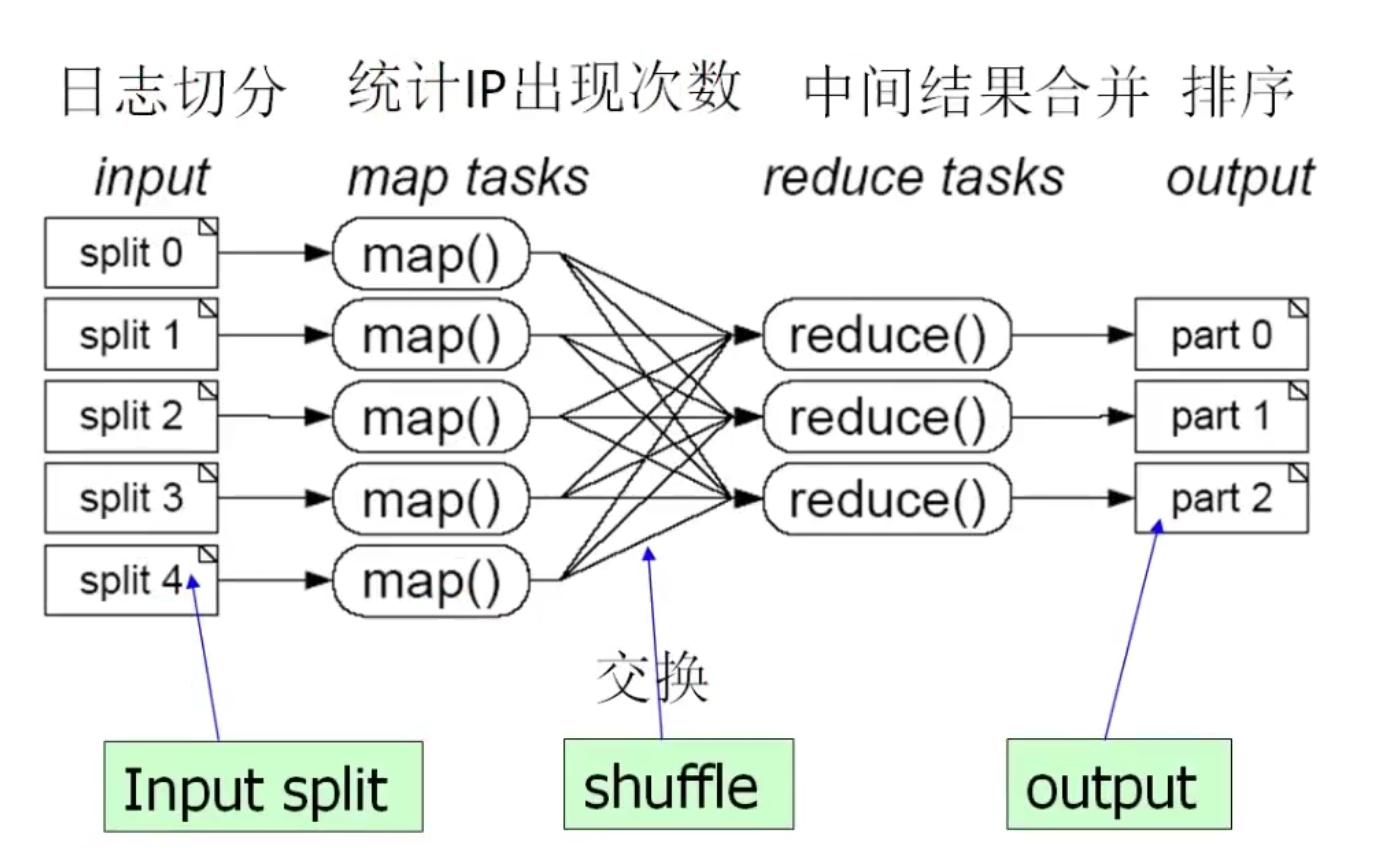 日志切分 统计IP出现次数 中间结果合并 排序
input map tasks reduce tasks output
split 0 map()
split 1 map() reduce() part 0
split 2 map() reduce() part 1
split 3 map() reduce() part 2
split 4 map()
交换
Input split shuffle output